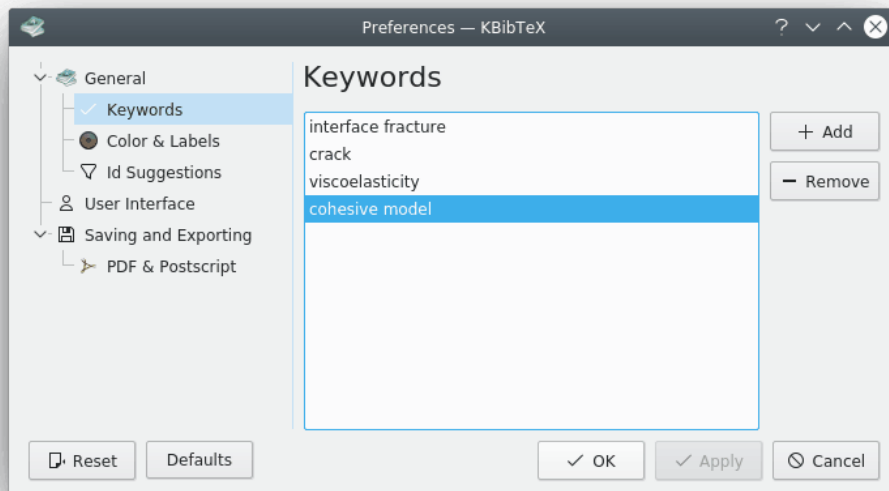 Preferences — KBibTeX
?
General
Keywords
Color & Labels
Id Suggestions
User Interface
Saving and Exporting
PDF & Postscript
Keywords
interface fracture
crack
viscoelasticity
cohesive model
+ Add
− Remove
Reset
Defaults
OK
Apply
Cancel